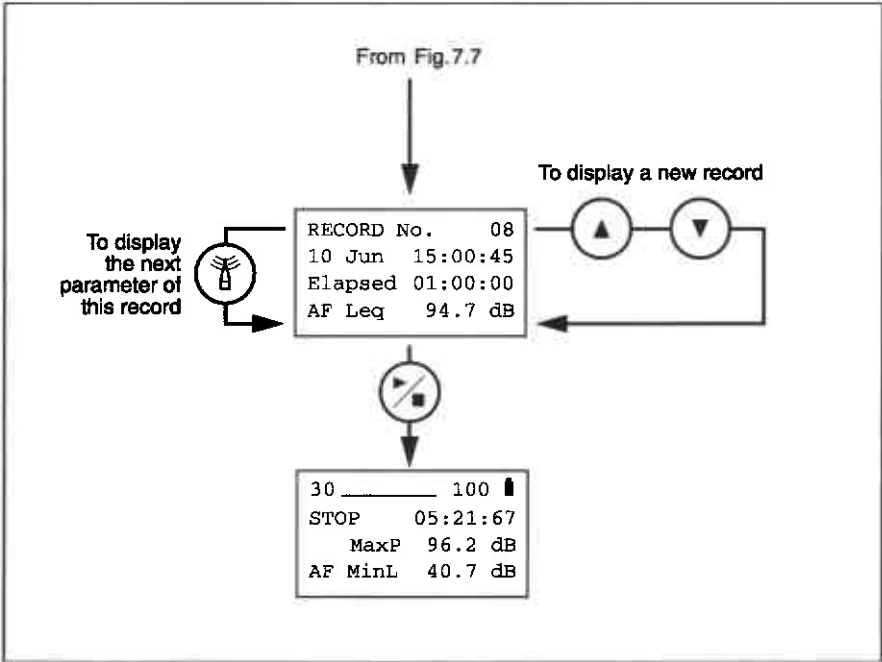 From Fig.7.7
To display a new record
To display
the next
parameter of
this record
RECORD No. 08
10 Jun 15:00:45
Elapsed 01:00:00
AF Leq 94.7 dB
30 100
STOP 05:21:67
MaxP 96.2 dB
AF MinL 40.7 dB